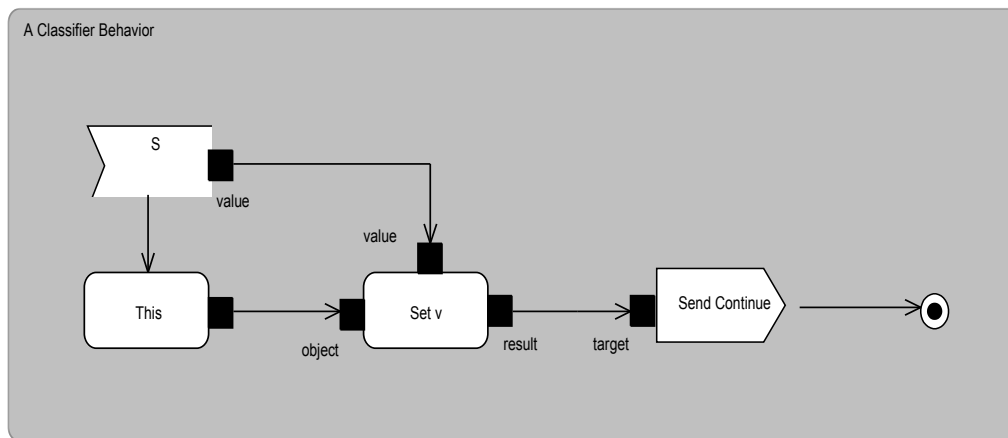 A Classifier Behavior
S
value
value
This
object
Set v
result
target
Send Continue